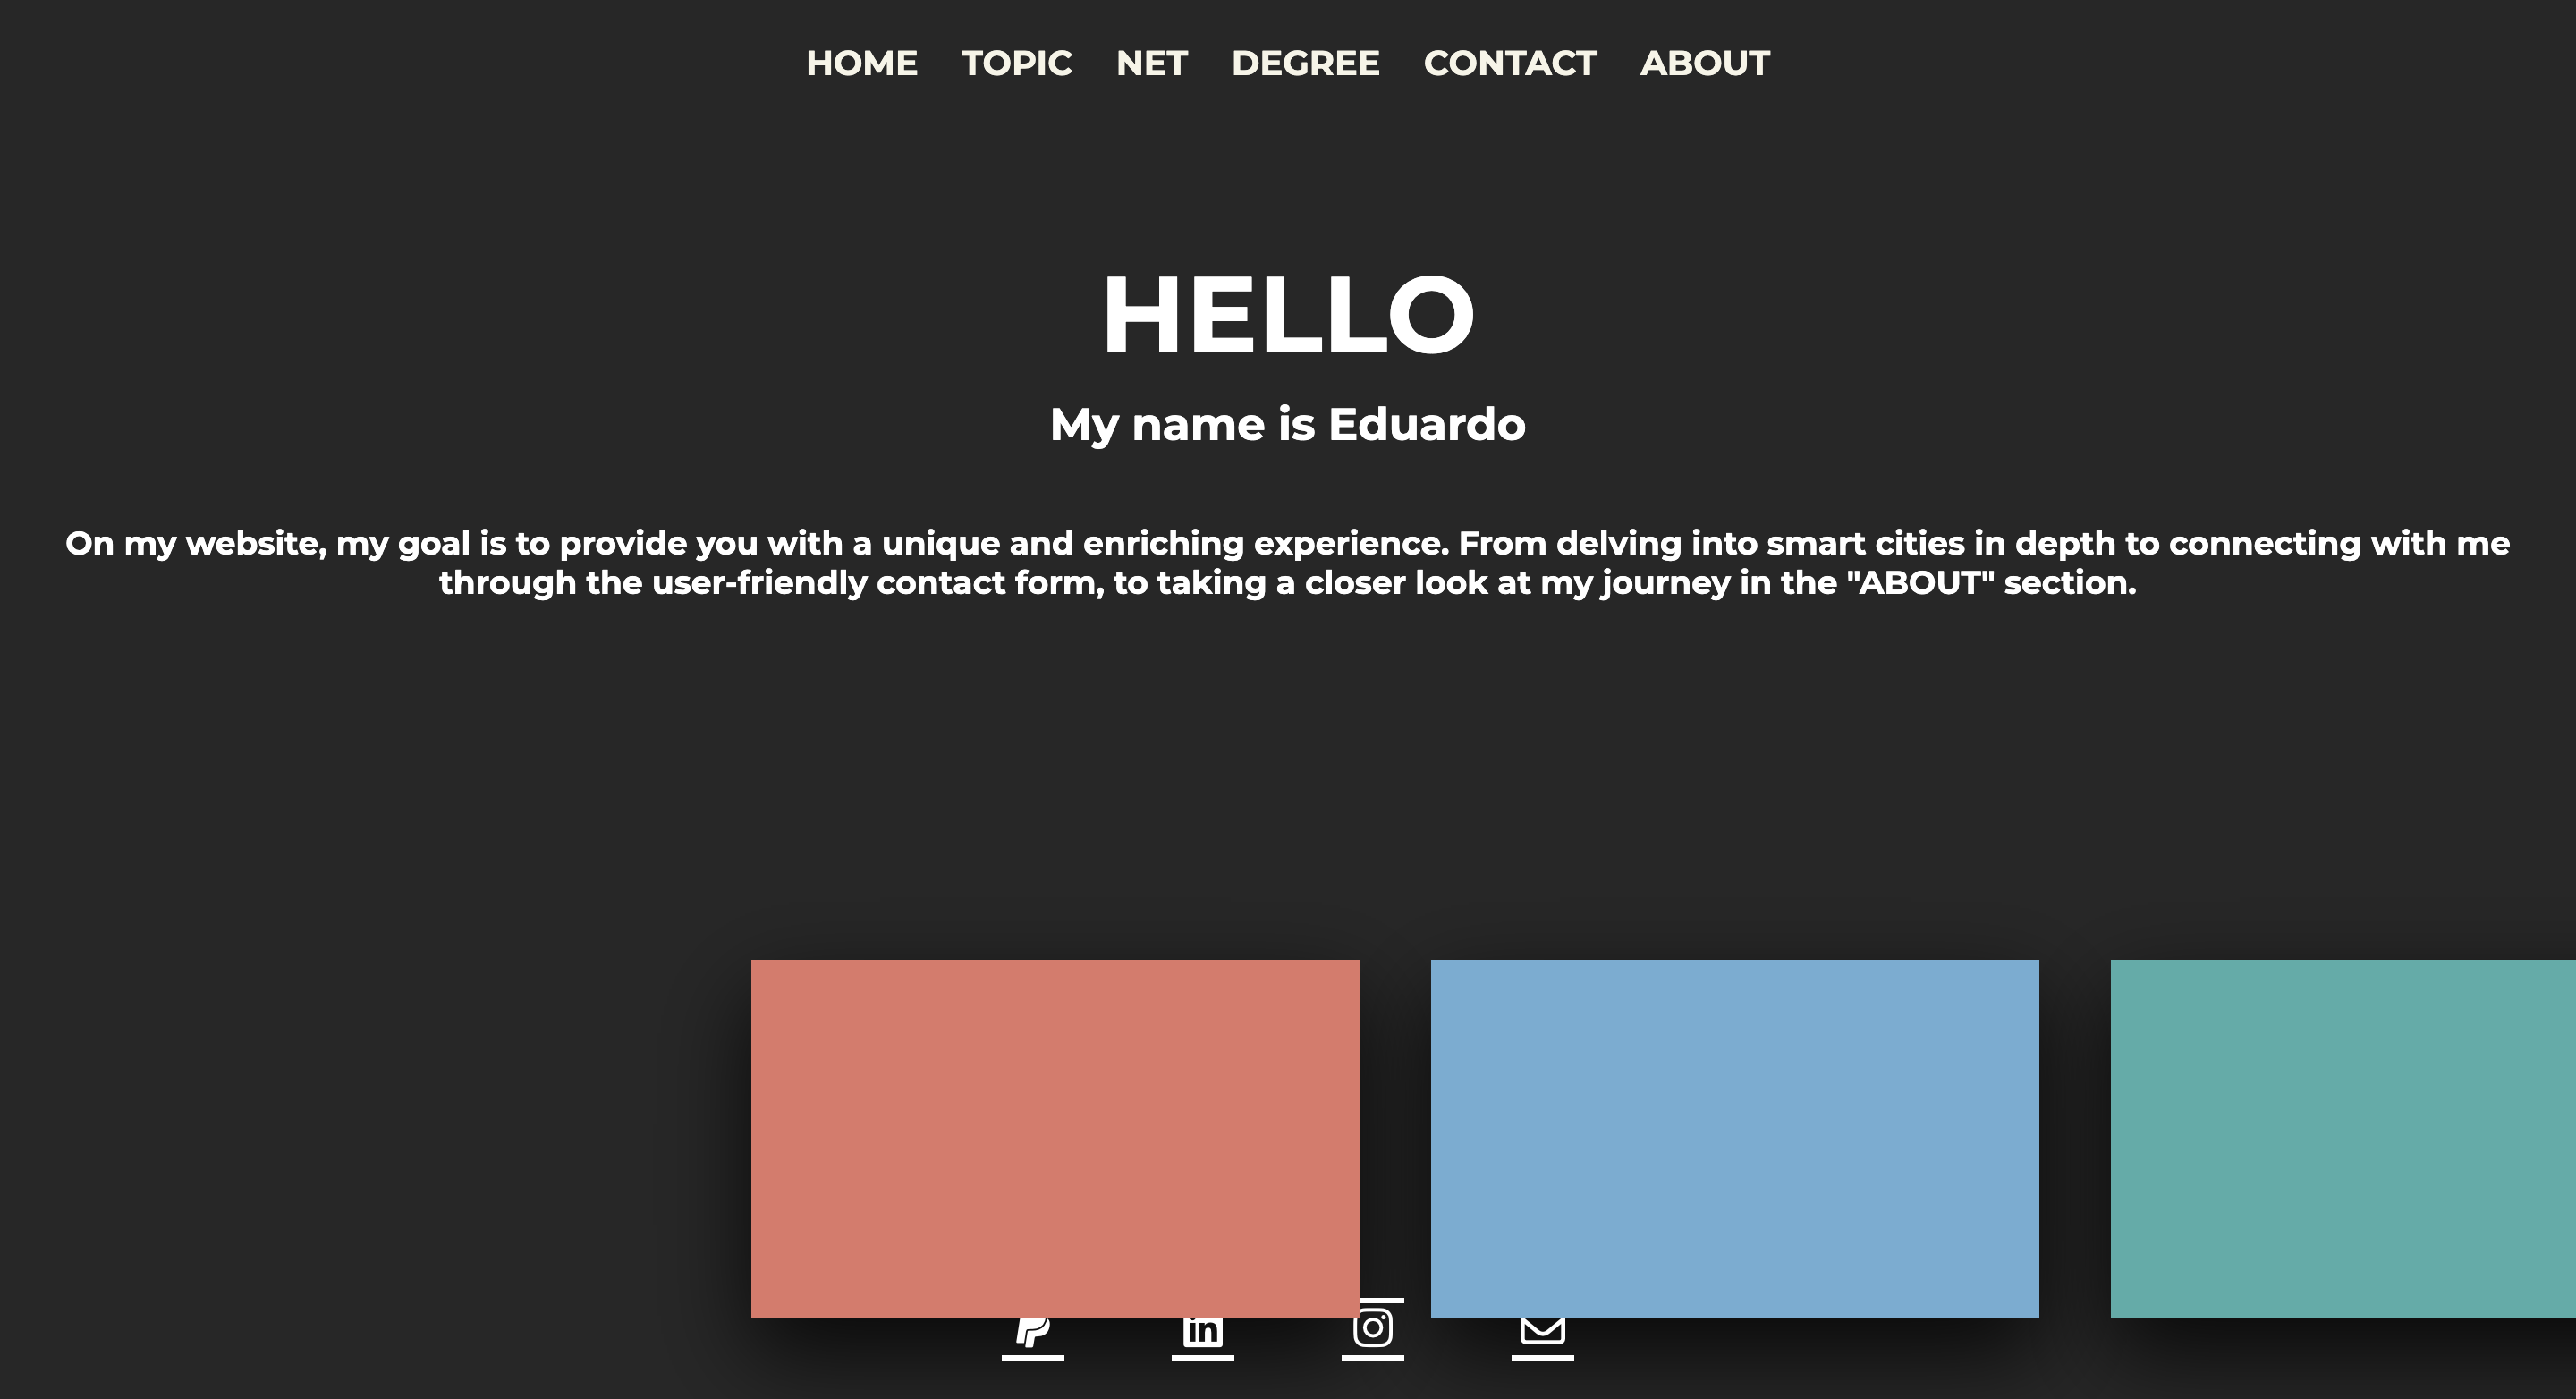 HOME TOPIC NET DEGREE CONTACT ABOUT
HELLO
My name is Eduardo
On my website, my goal is to provide you with a unique and enriching experience. From delving into smart cities in depth to connecting with me
through the user-friendly contact form, to taking a closer look at my journey in the "ABOUT" section.
in